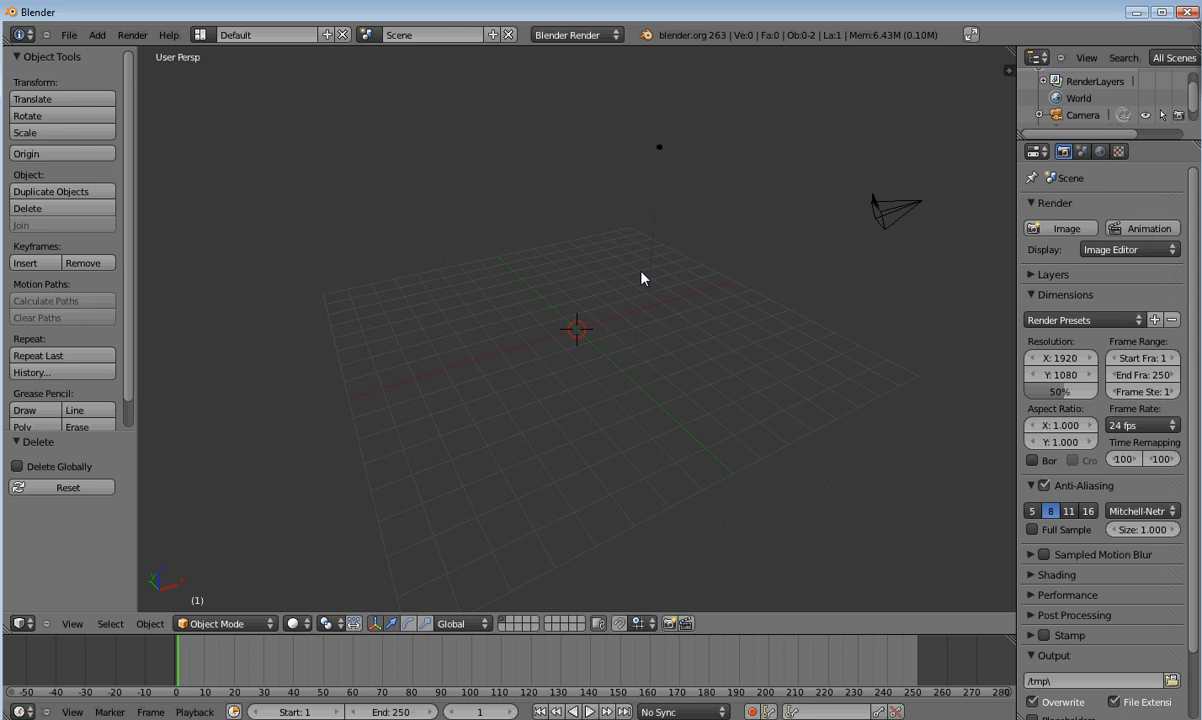 Blender
File Add Render Help Default Scene Blender Render blender.org 263 | Ve:0 | Fa:0 | Ob:0-2 | La:1 | Mem:6.43M (0.10M)
Object Tools
Transform:
Translate
Rotate
Scale
Origin
Object:
Duplicate Objects
Delete
Join
Keyframes:
Insert Remove
Motion Paths:
Calculate Paths
Clear Paths
Repeat:
Repeat Last
History...
Grease Pencil:
Draw Line
Poly Erase
Delete
Delete Globally
Reset
User Persp
(1)
View Select Object Object Mode Global
-50 -40 -30 -20 -10 0 10 20 30 40 50 60 70 80 90 100 110 120 130 140 150 160 170 180 190 200 210 220 230 240 250 260 270 280
View Marker Frame Playback Start: 1 End: 250 1 No Sync
View Search All Scenes
RenderLayers
World
Camera
Scene
Render
Image Animation
Display: Image Editor
Layers
Dimensions
Render Presets
Resolution: Frame Range:
X: 1920 Start Fra: 1
Y: 1080 End Fra: 250
50% Frame Ste: 1
Aspect Ratio: Frame Rate:
X: 1.000 24 fps
Y: 1.000 Time Remapping
Bor Cro 100 100
Anti-Aliasing
5 8 11 16 Mitchell-Netr
Full Sample Size: 1.000
Sampled Motion Blur
Shading
Performance
Post Processing
Stamp
Output
/tmp\
Overwrite File Extensi